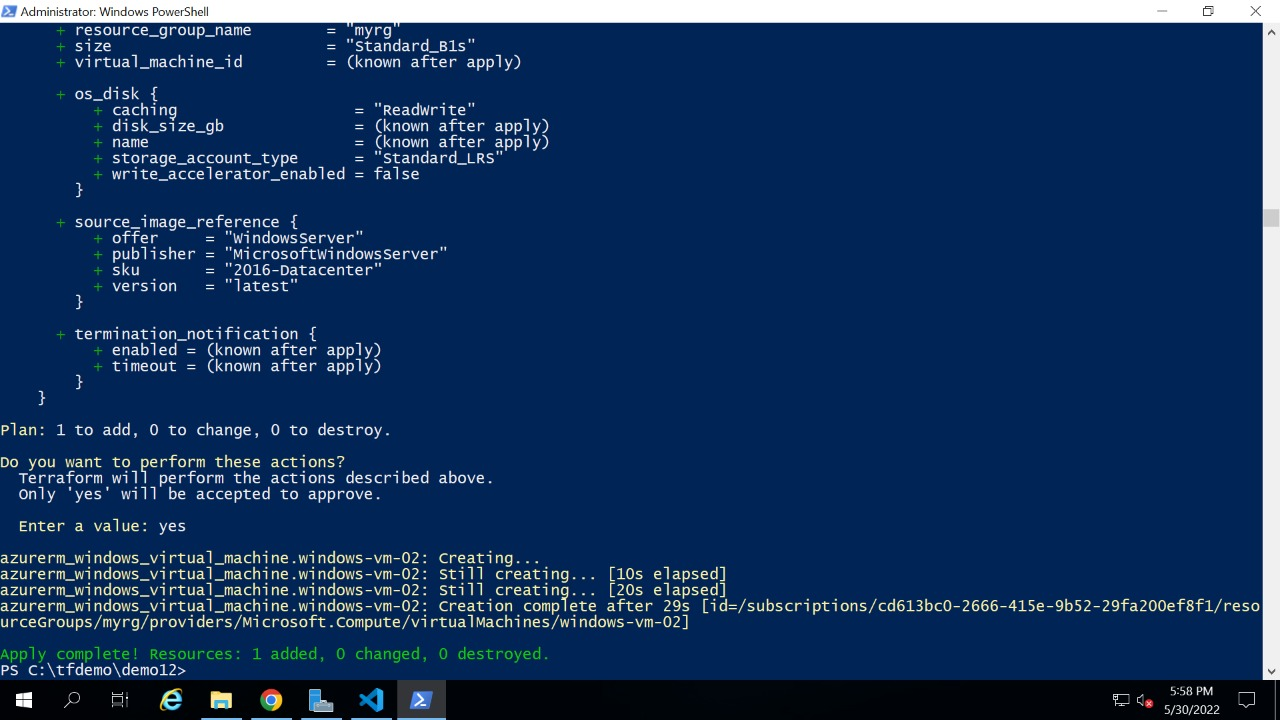 Administrator: Windows PowerShell
+ resource_group_name = "myrg"
+ size = "Standard_B1s"
+ virtual_machine_id = (known after apply)
+ os_disk {
+ caching = "ReadWrite"
+ disk_size_gb = (known after apply)
+ name = (known after apply)
+ storage_account_type = "Standard_LRS"
+ write_accelerator_enabled = false
}
+ source_image_reference {
+ offer = "WindowsServer"
+ publisher = "MicrosoftWindowsServer"
+ sku = "2016-Datacenter"
+ version = "latest"
}
+ termination_notification {
+ enabled = (known after apply)
+ timeout = (known after apply)
}
}
Plan: 1 to add, 0 to change, 0 to destroy.
Do you want to perform these actions?
Terraform will perform the actions described above.
Only 'yes' will be accepted to approve.
Enter a value: yes
azurerm_windows_virtual_machine.windows-vm-02: Creating...
azurerm_windows_virtual_machine.windows-vm-02: Still creating... [10s elapsed]
azurerm_windows_virtual_machine.windows-vm-02: Still creating... [20s elapsed]
azurerm_windows_virtual_machine.windows-vm-02: Creation complete after 29s [id=/subscriptions/cd613bc0-2666-415e-9b52-29fa200ef8f1/reso
urceGroups/myrg/providers/Microsoft.Compute/virtualMachines/windows-vm-02]
Apply complete! Resources: 1 added, 0 changed, 0 destroyed.
PS C:\tfdemo\demo12>
5:58 PM
5/30/2022